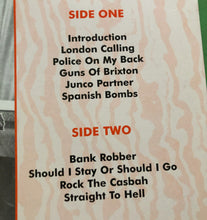 SIDE ONE
Introduction
London Calling
Police On My Back
Guns Of Brixton
Junco Partner
Spanish Bombs
SIDE TWO
Bank Robber
Should I Stay Or Should I Go
Rock The Casbah
Straight To Hell